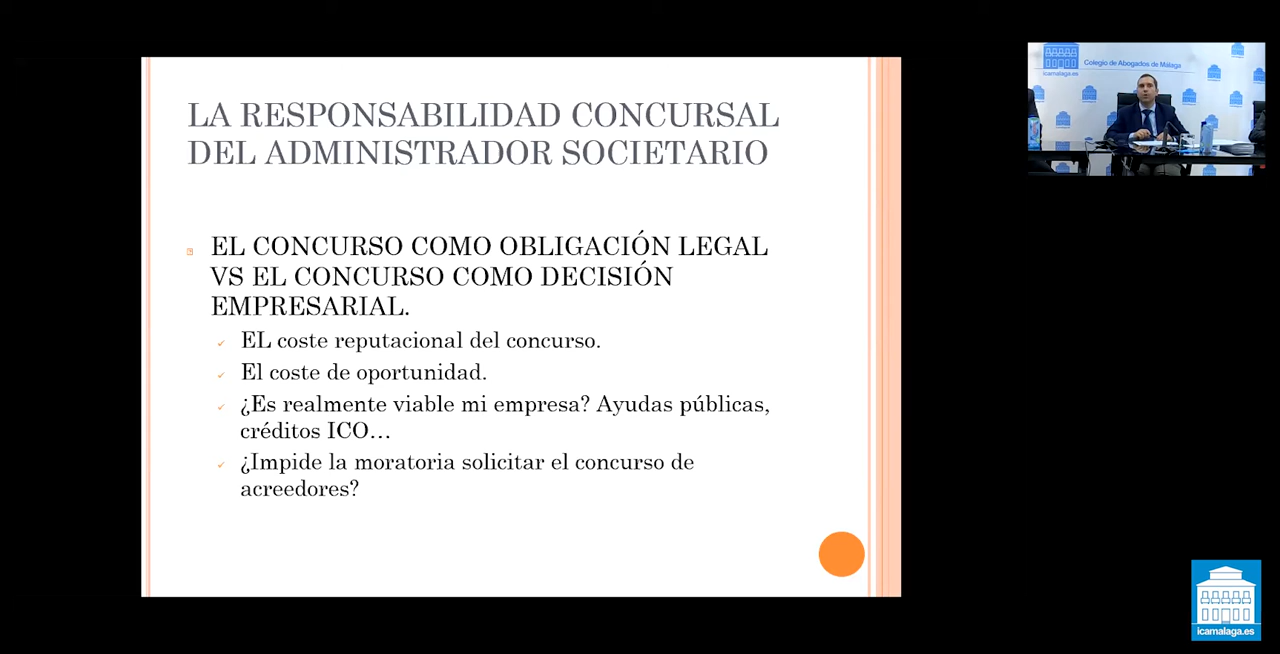 LA RESPONSABILIDAD CONCURSAL
DEL ADMINISTRADOR SOCIETARIO
EL CONCURSO COMO OBLIGACIÓN LEGAL
VS EL CONCURSO COMO DECISIÓN
EMPRESARIAL.
EL coste reputacional del concurso.
El coste de oportunidad.
¿Es realmente viable mi empresa? Ayudas públicas,
créditos ICO…
¿Impide la moratoria solicitar el concurso de
acreedores?
Colegio de Abogados de Málaga
icamalaga.es
icamalaga.es